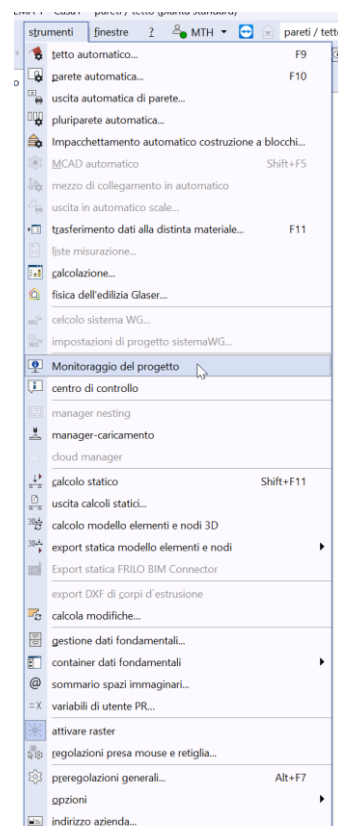 strumenti finestre ? MTH pareti / tett
tetto automatico... F9
parete automatica... F10
uscita automatica di parete...
pluriparete automatica...
Impacchettamento automatico costruzione a blocchi...
MCAD automatico Shift+F5
mezzo di collegamento in automatico
uscita in automatico scale...
trasferimento dati alla distinta materiale... F11
liste misurazione...
calcolazione...
fisica dell'edilizia Glaser...
celcolo sistema WG...
impostazioni di progetto sistemaWG...
Monitoraggio del progetto
centro di controllo
manager nesting
manager-caricamento
cloud manager
calcolo statico Shift+F11
uscita calcoli statici...
calcolo modello elementi e nodi 3D
export statica modello elementi e nodi
Export statica FRILO BIM Connector
export DXF di corpi d'estrusione
calcola modifiche...
gestione dati fondamentali...
container dati fondamentali
sommario spazi immaginari...
variabili di utente PR...
attivare raster
regolazioni presa mouse e retiglia...
preregolazioni generali... Alt+F7
opzioni
indirizzo azienda...